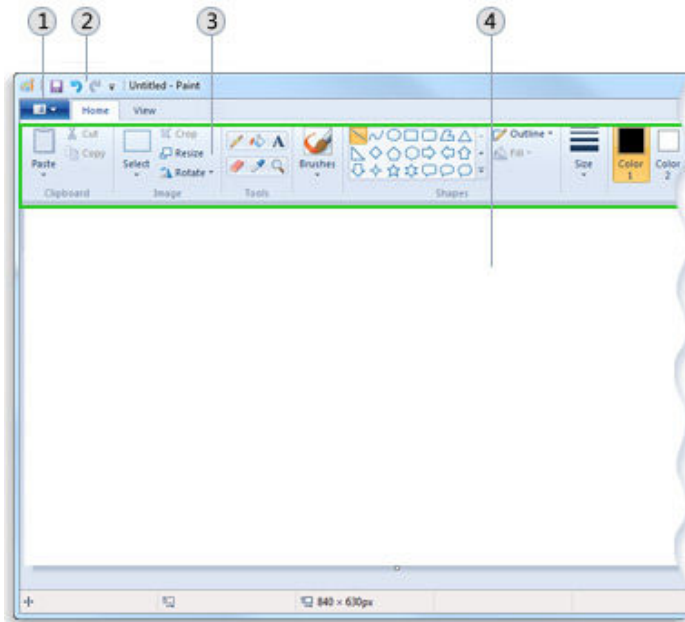 1 2 3 4
Untitled - Paint
Home View
Cut Crop Outline
Copy Resize Fill
Paste Select Rotate Brushes Size Color 1 Color 2
Clipboard Image Tools Shapes
840 × 630px